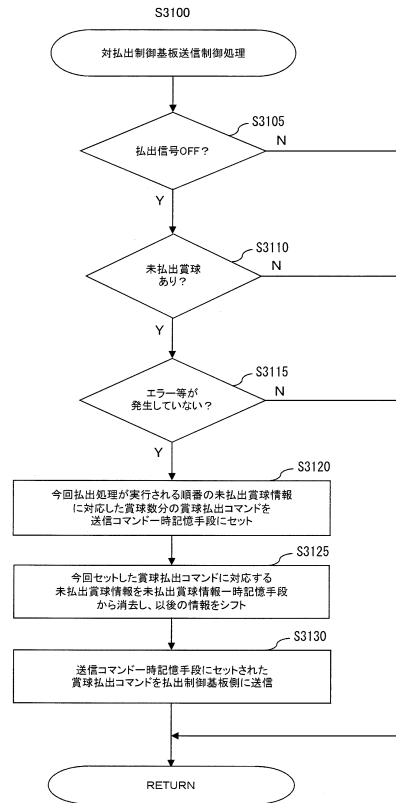 S3100
対払出制御基板送信制御処理
S3105
払出信号OFF？
N
Y
S3110
未払出賞球
あり？
N
Y
S3115
エラー等が
発生していない？
N
Y
S3120
今回払出処理が実行される順番の未払出賞球情報
に対応した賞球数分の賞球払出コマンドを
送信コマンド一時記憶手段にセット
S3125
今回セットした賞球払出コマンドに対応する
未払出賞球情報を未払出賞球情報一時記憶手段
から消去し、以後の情報をシフト
S3130
送信コマンド一時記憶手段にセットされた
賞球払出コマンドを払出制御基板側に送信
RETURN